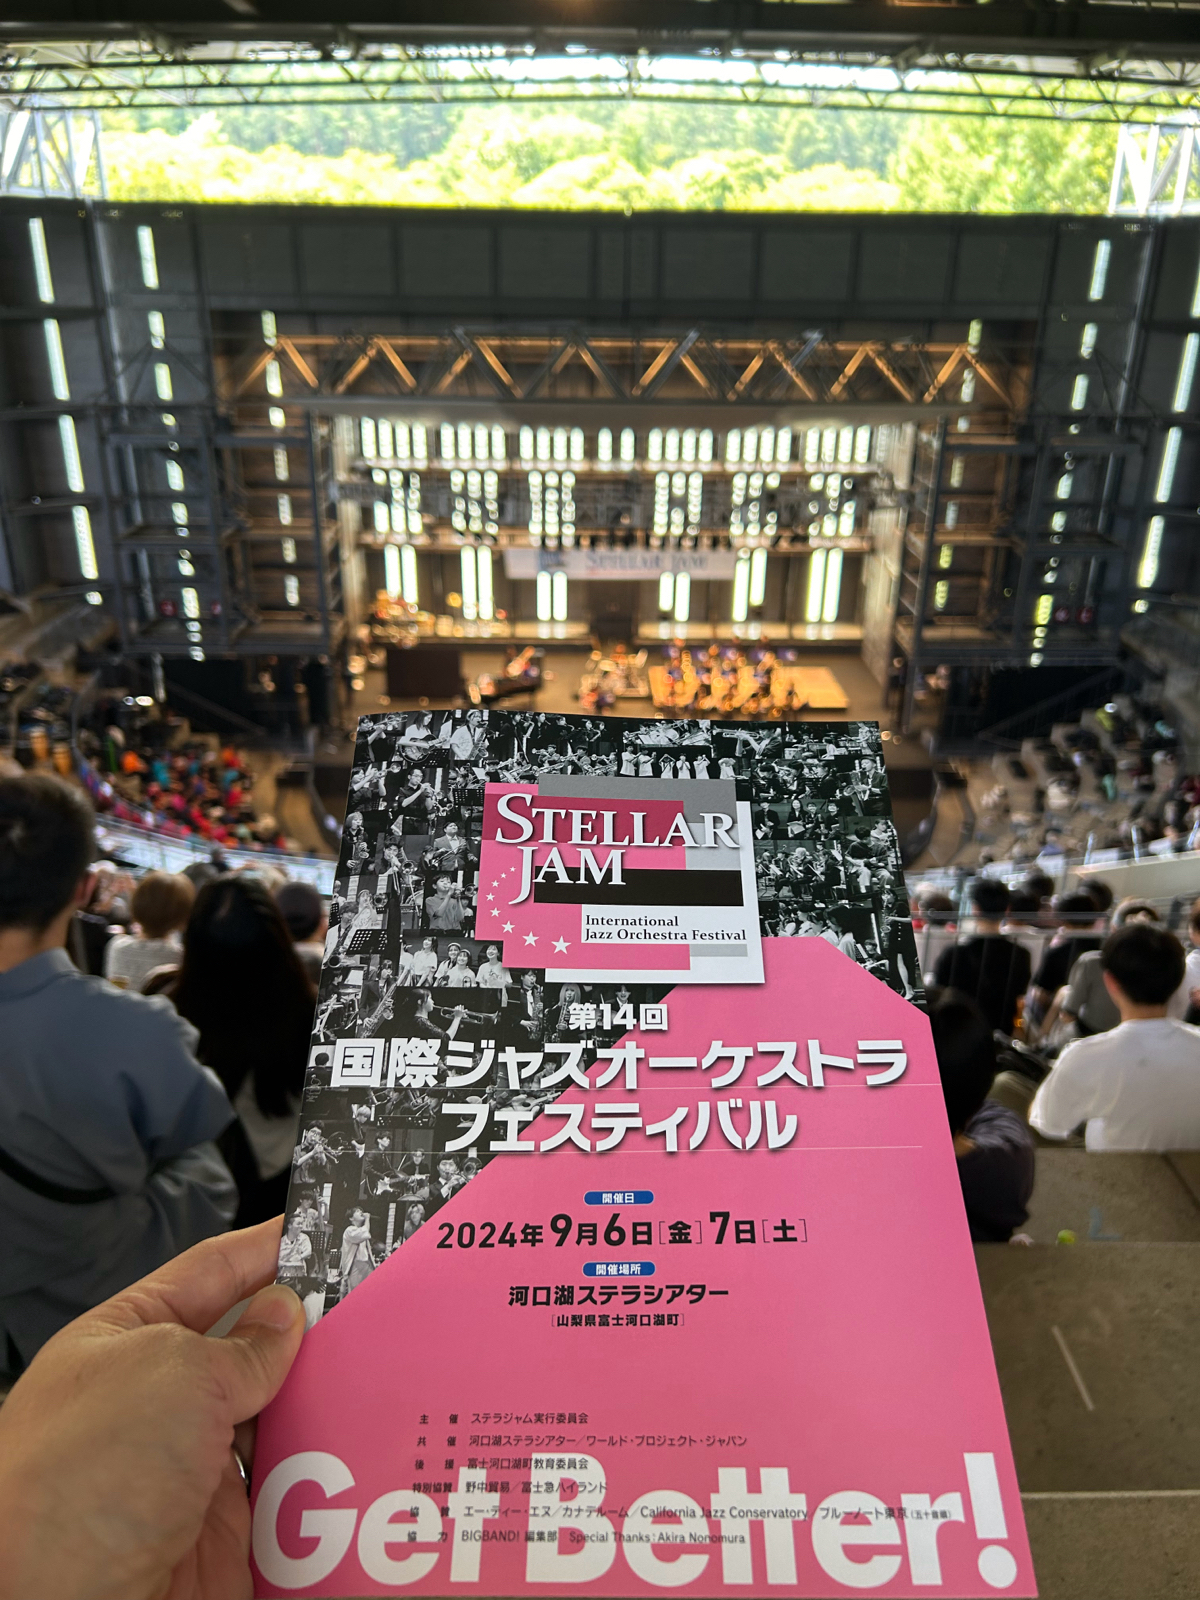 STELLAR JAM
STELLAR
JAM
International
Jazz Orchestra Festival
第14回
国際ジャズオーケストラ
フェスティバル
開催日
2024年9月6日[金]7日[土]
開催場所
河口湖ステラシアター
[山梨県富士河口湖町]
主 催 ステラジャム実行委員会
共 催 河口湖ステラシアター/ワールド・プロジェクト・ジャパン
後 援 富士河口湖町教育委員会
特別協賛 野中貿易/富士急ハイランド
協 賛 エー・ティー・エヌ/カナデルーム/California Jazz Conservatory/ブルーノート東京(五十音順)
協 力 BIGBAND! 編集部 Special Thanks:Akira Nonomura
Get Better!